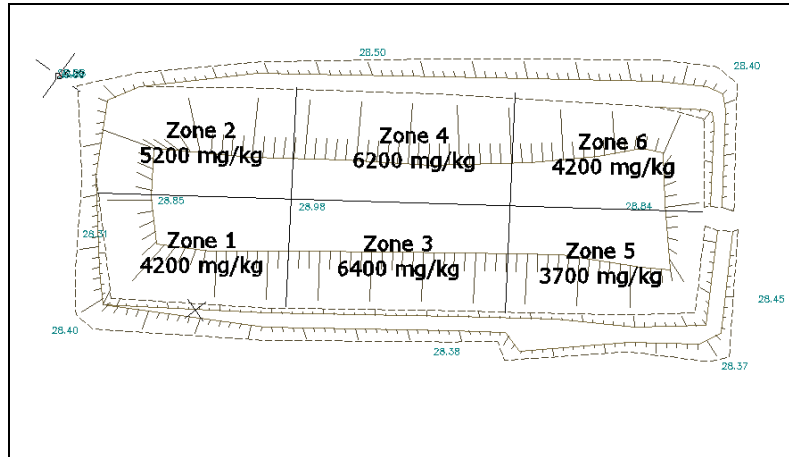 28.50
28.40
Zone 2
5200 mg/kg
Zone 4
6200 mg/kg
Zone 6
4200 mg/kg
28.85
28.98
28.84
28.51
Zone 1
4200 mg/kg
Zone 3
6400 mg/kg
Zone 5
3700 mg/kg
28.45
28.40
28.38
28.37